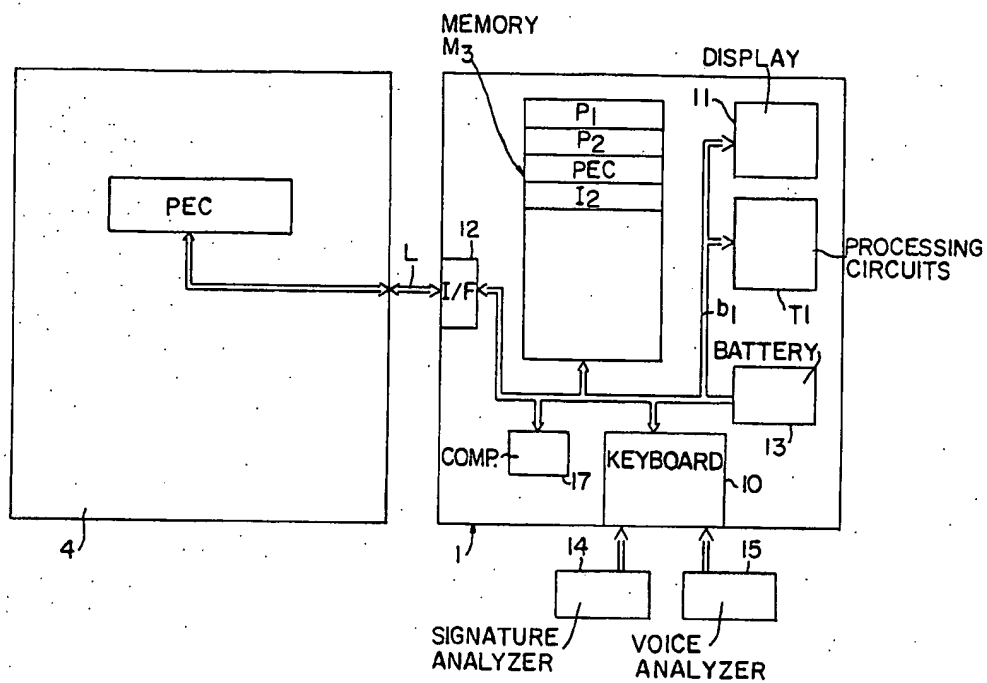 MEMORY
M3
DISPLAY
11
P1
P2
PEC
I2
PEC
12
L
I/F
PROCESSING
CIRCUITS
b1
T1
BATTERY
13
COMP.
17
KEYBOARD
10
4
1
14
15
SIGNATURE
ANALYZER
VOICE
ANALYZER